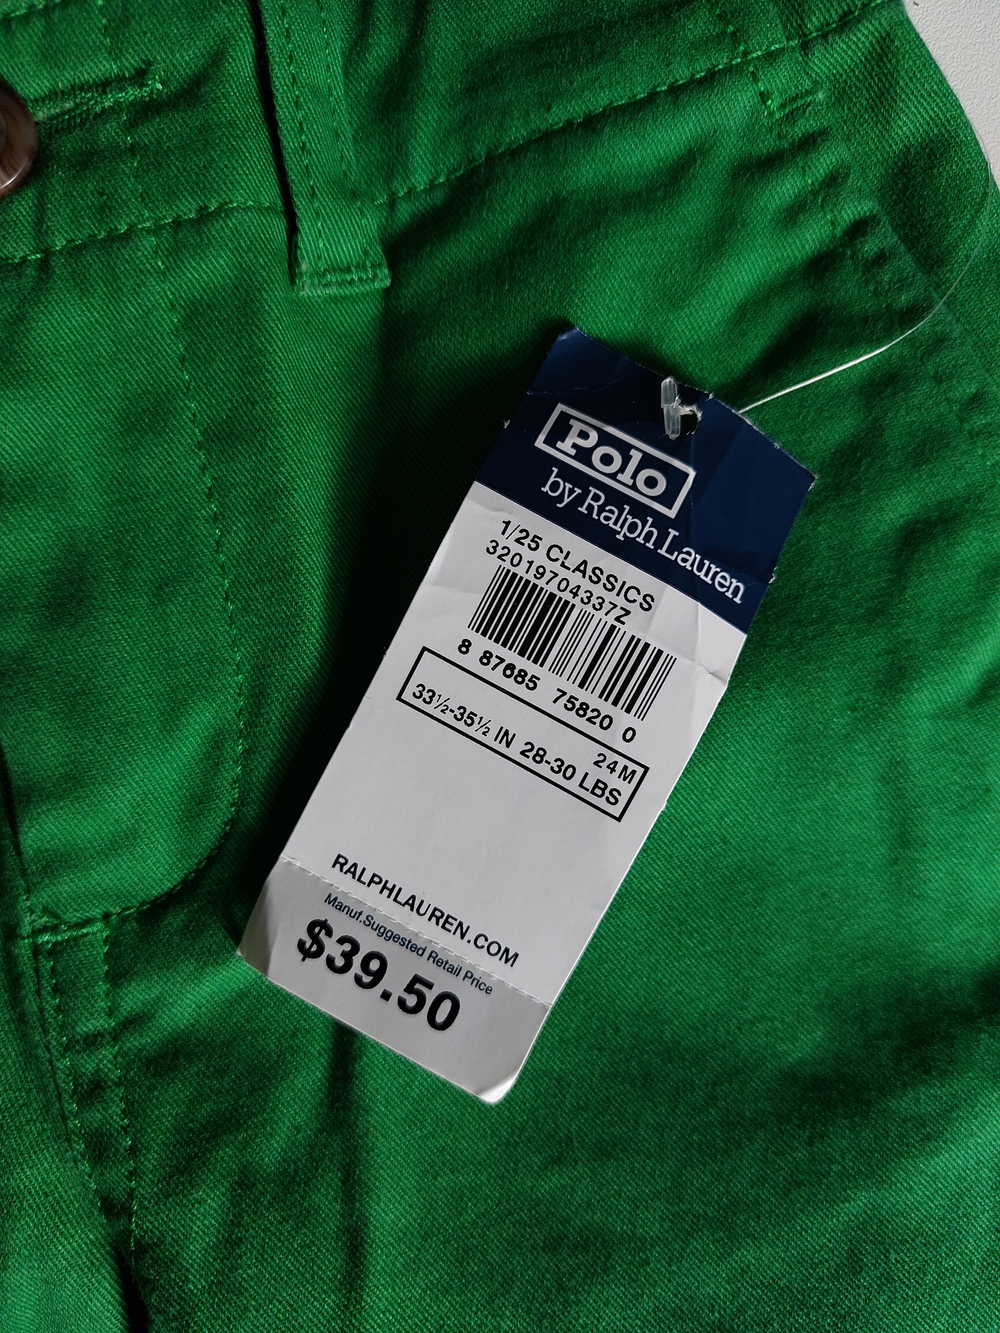 Polo
by Ralph Lauren
1/25 CLASSICS
32019704337Z
8 87685 75820 0
24M
33½-35½ IN 28-30 LBS
RALPHLAUREN.COM
Manuf.Suggested Retail Price
$39.50